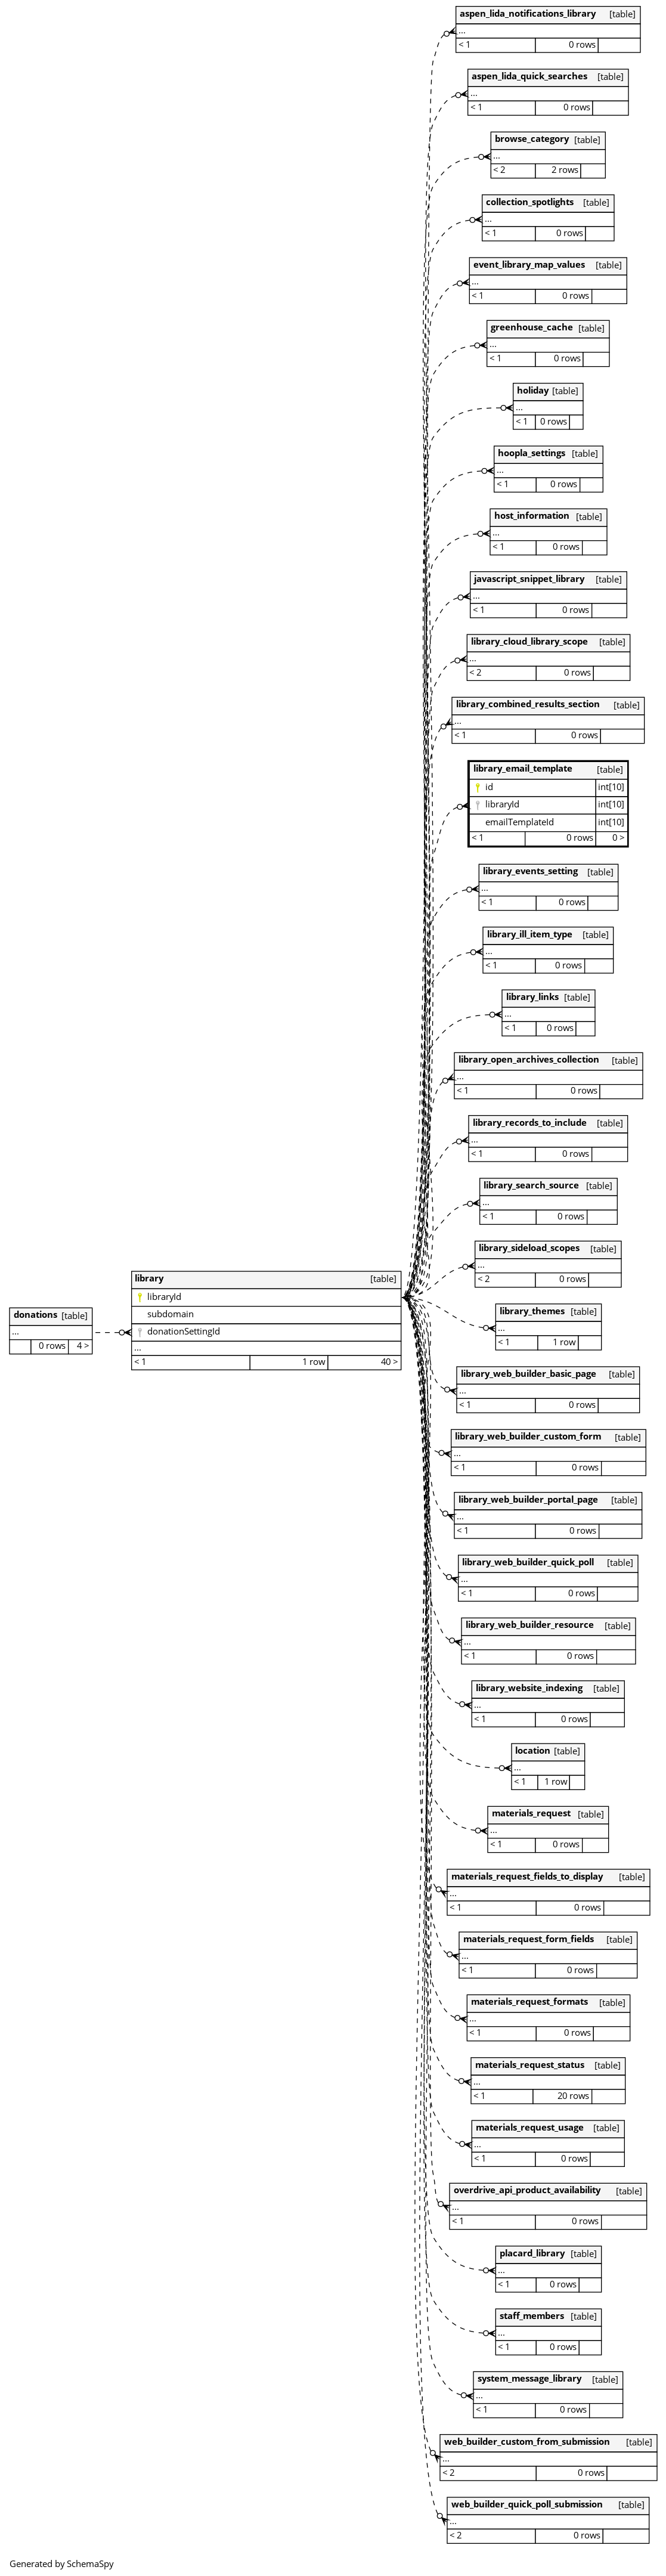 aspen_lida_notifications_library [table]
...
< 1 0 rows
aspen_lida_quick_searches [table]
...
< 1 0 rows
browse_category [table]
...
< 2 2 rows
collection_spotlights [table]
...
< 1 0 rows
event_library_map_values [table]
...
< 1 0 rows
greenhouse_cache [table]
...
< 1 0 rows
holiday [table]
...
< 1 0 rows
hoopla_settings [table]
...
< 1 0 rows
host_information [table]
...
< 1 0 rows
javascript_snippet_library [table]
...
< 1 0 rows
library_cloud_library_scope [table]
...
< 2 0 rows
library_combined_results_section [table]
...
< 1 0 rows
library_email_template [table]
id int[10]
libraryId int[10]
emailTemplateId int[10]
< 1 0 rows 0 >
library_events_setting [table]
...
< 1 0 rows
library_ill_item_type [table]
...
< 1 0 rows
library_links [table]
...
< 1 0 rows
library_open_archives_collection [table]
...
< 1 0 rows
library_records_to_include [table]
...
< 1 0 rows
library_search_source [table]
...
< 1 0 rows
library_sideload_scopes [table]
...
< 2 0 rows
library [table]
libraryId
subdomain
donationSettingId
...
< 1 1 row 40 >
donations [table]
...
0 rows 4 >
library_themes [table]
...
< 1 1 row
library_web_builder_basic_page [table]
...
< 1 0 rows
library_web_builder_custom_form [table]
...
< 1 0 rows
library_web_builder_portal_page [table]
...
< 1 0 rows
library_web_builder_quick_poll [table]
...
< 1 0 rows
library_web_builder_resource [table]
...
< 1 0 rows
library_website_indexing [table]
...
< 1 0 rows
location [table]
...
< 1 1 row
materials_request [table]
...
< 1 0 rows
materials_request_fields_to_display [table]
...
< 1 0 rows
materials_request_form_fields [table]
...
< 1 0 rows
materials_request_formats [table]
...
< 1 0 rows
materials_request_status [table]
...
< 1 20 rows
materials_request_usage [table]
...
< 1 0 rows
overdrive_api_product_availability [table]
...
< 1 0 rows
placard_library [table]
...
< 1 0 rows
staff_members [table]
...
< 1 0 rows
system_message_library [table]
...
< 1 0 rows
web_builder_custom_from_submission [table]
...
< 2 0 rows
web_builder_quick_poll_submission [table]
...
< 2 0 rows
Generated by SchemaSpy